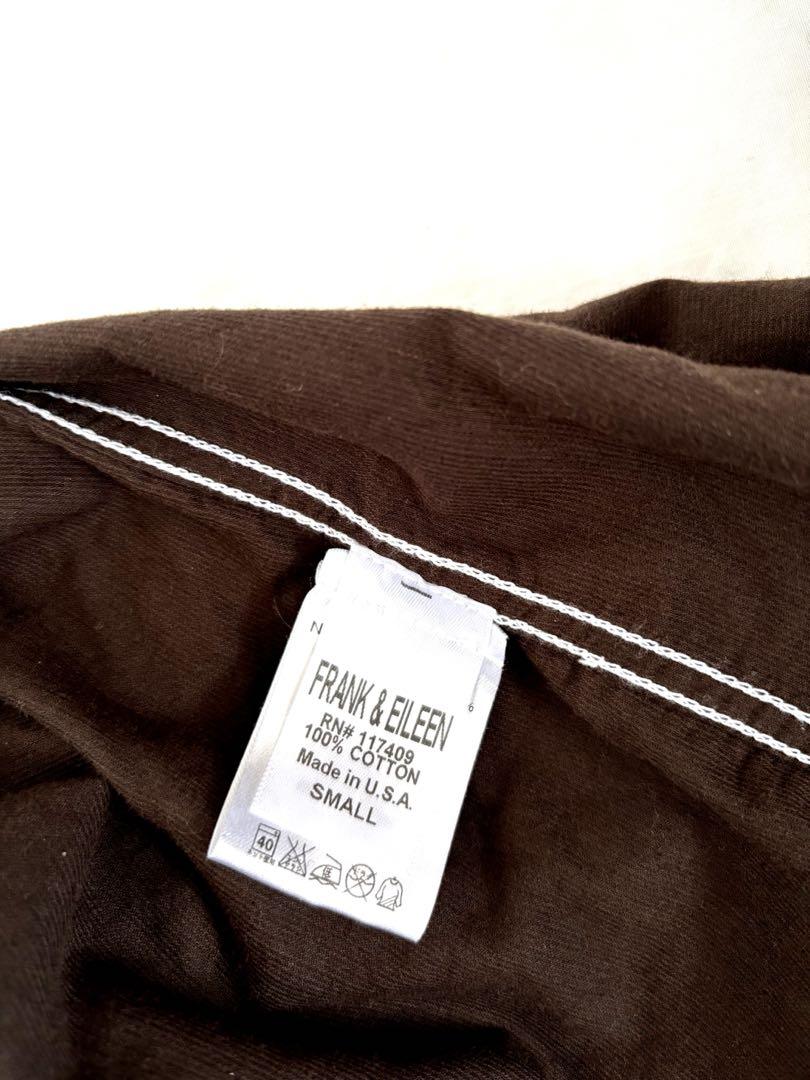 N
FRANK & EILEEN
RN# 117409
100% COTTON
Made in U.S.A.
SMALL
40